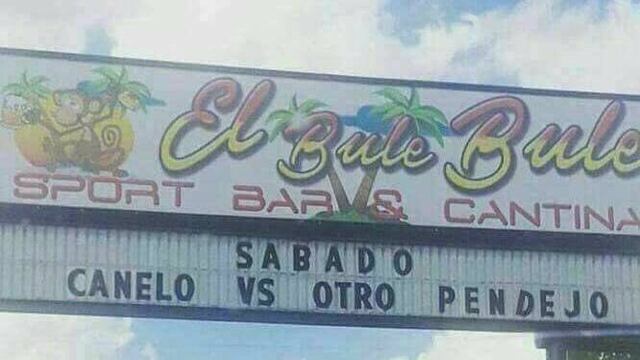 El Bule Bule
SPORT BAR & CANTINA
SABADO
CANELO VS OTRO PENDEJO